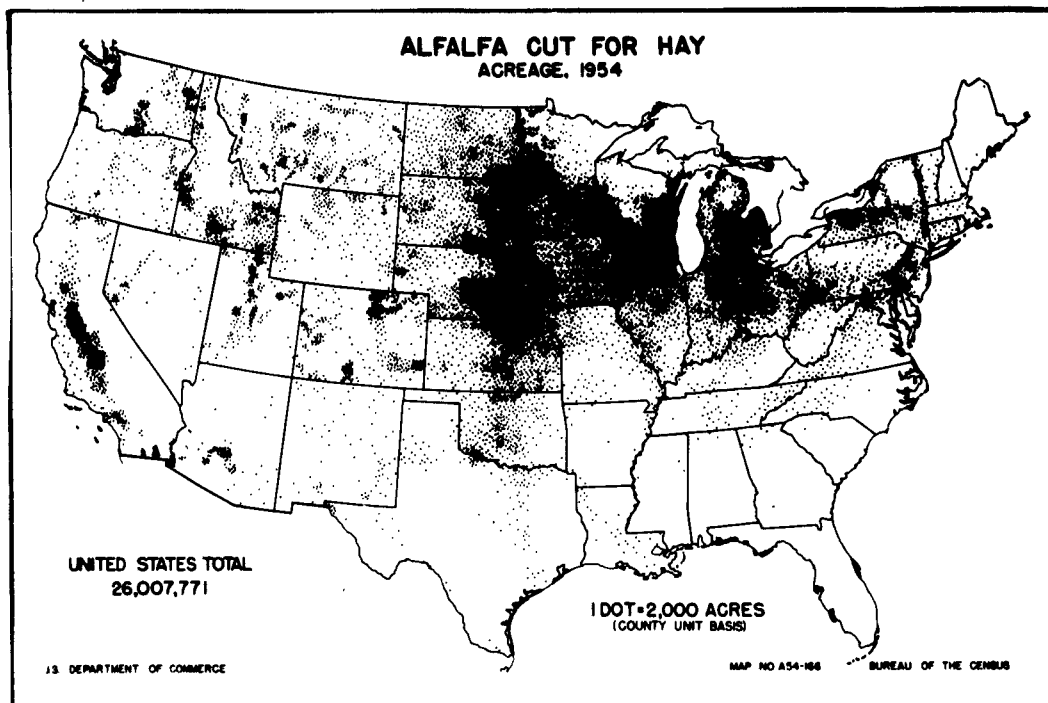 ALFALFA CUT FOR HAY
ACREAGE, 1954
UNITED STATES TOTAL
26,007,771
1 DOT=2,000 ACRES
(COUNTY UNIT BASIS)
U.S. DEPARTMENT OF COMMERCE
MAP NO A54-166 BUREAU OF THE CENSUS